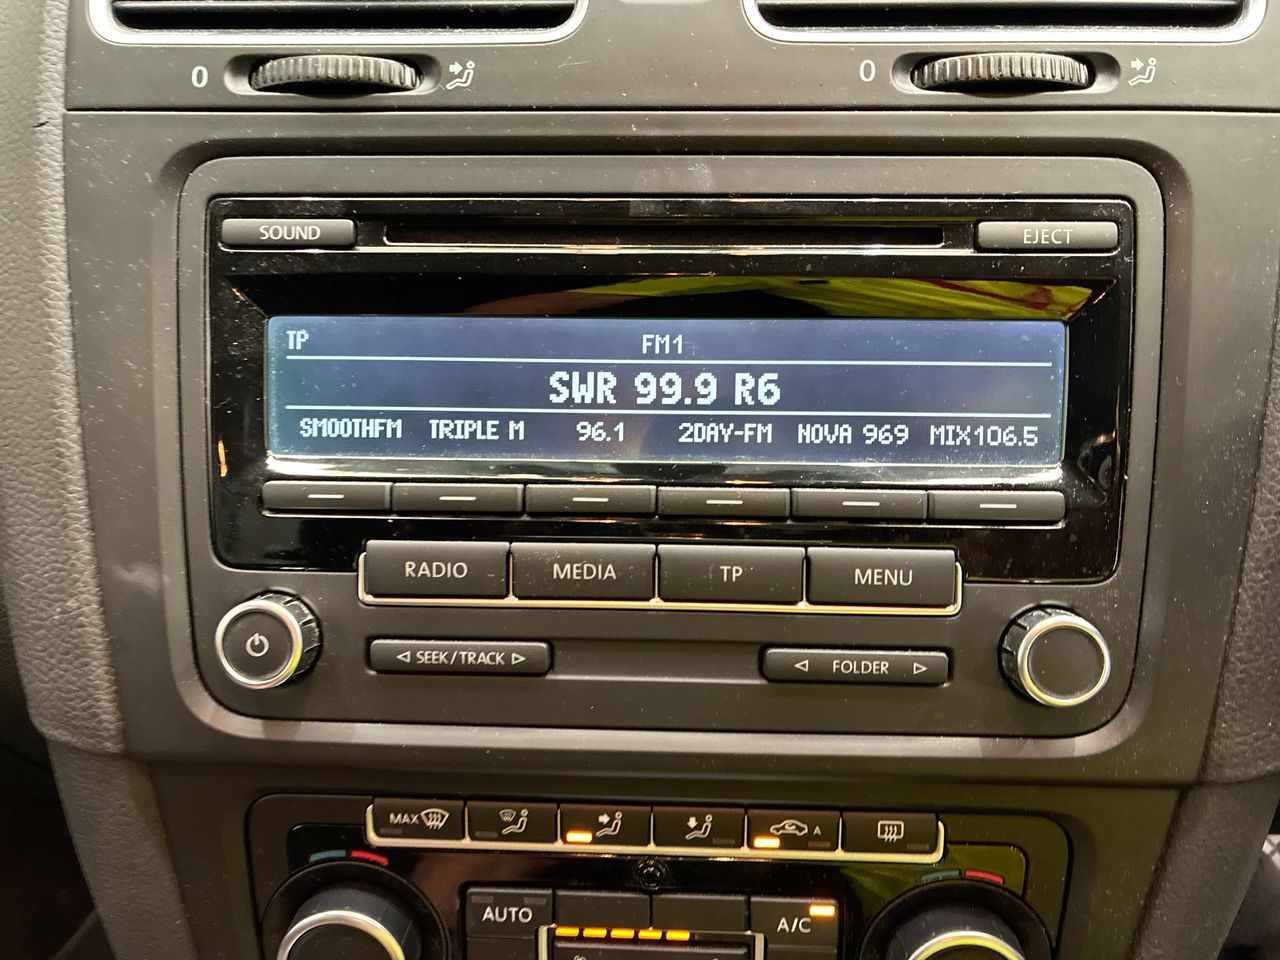 0 0
SOUND EJECT
TP FM1
SWR 99.9 R6
SMOOTHFM TRIPLE M 96.1 2DAY-FM NOVA 969 MIX106.5
RADIO MEDIA TP MENU
SEEK/TRACK FOLDER
MAX A
AUTO A/C